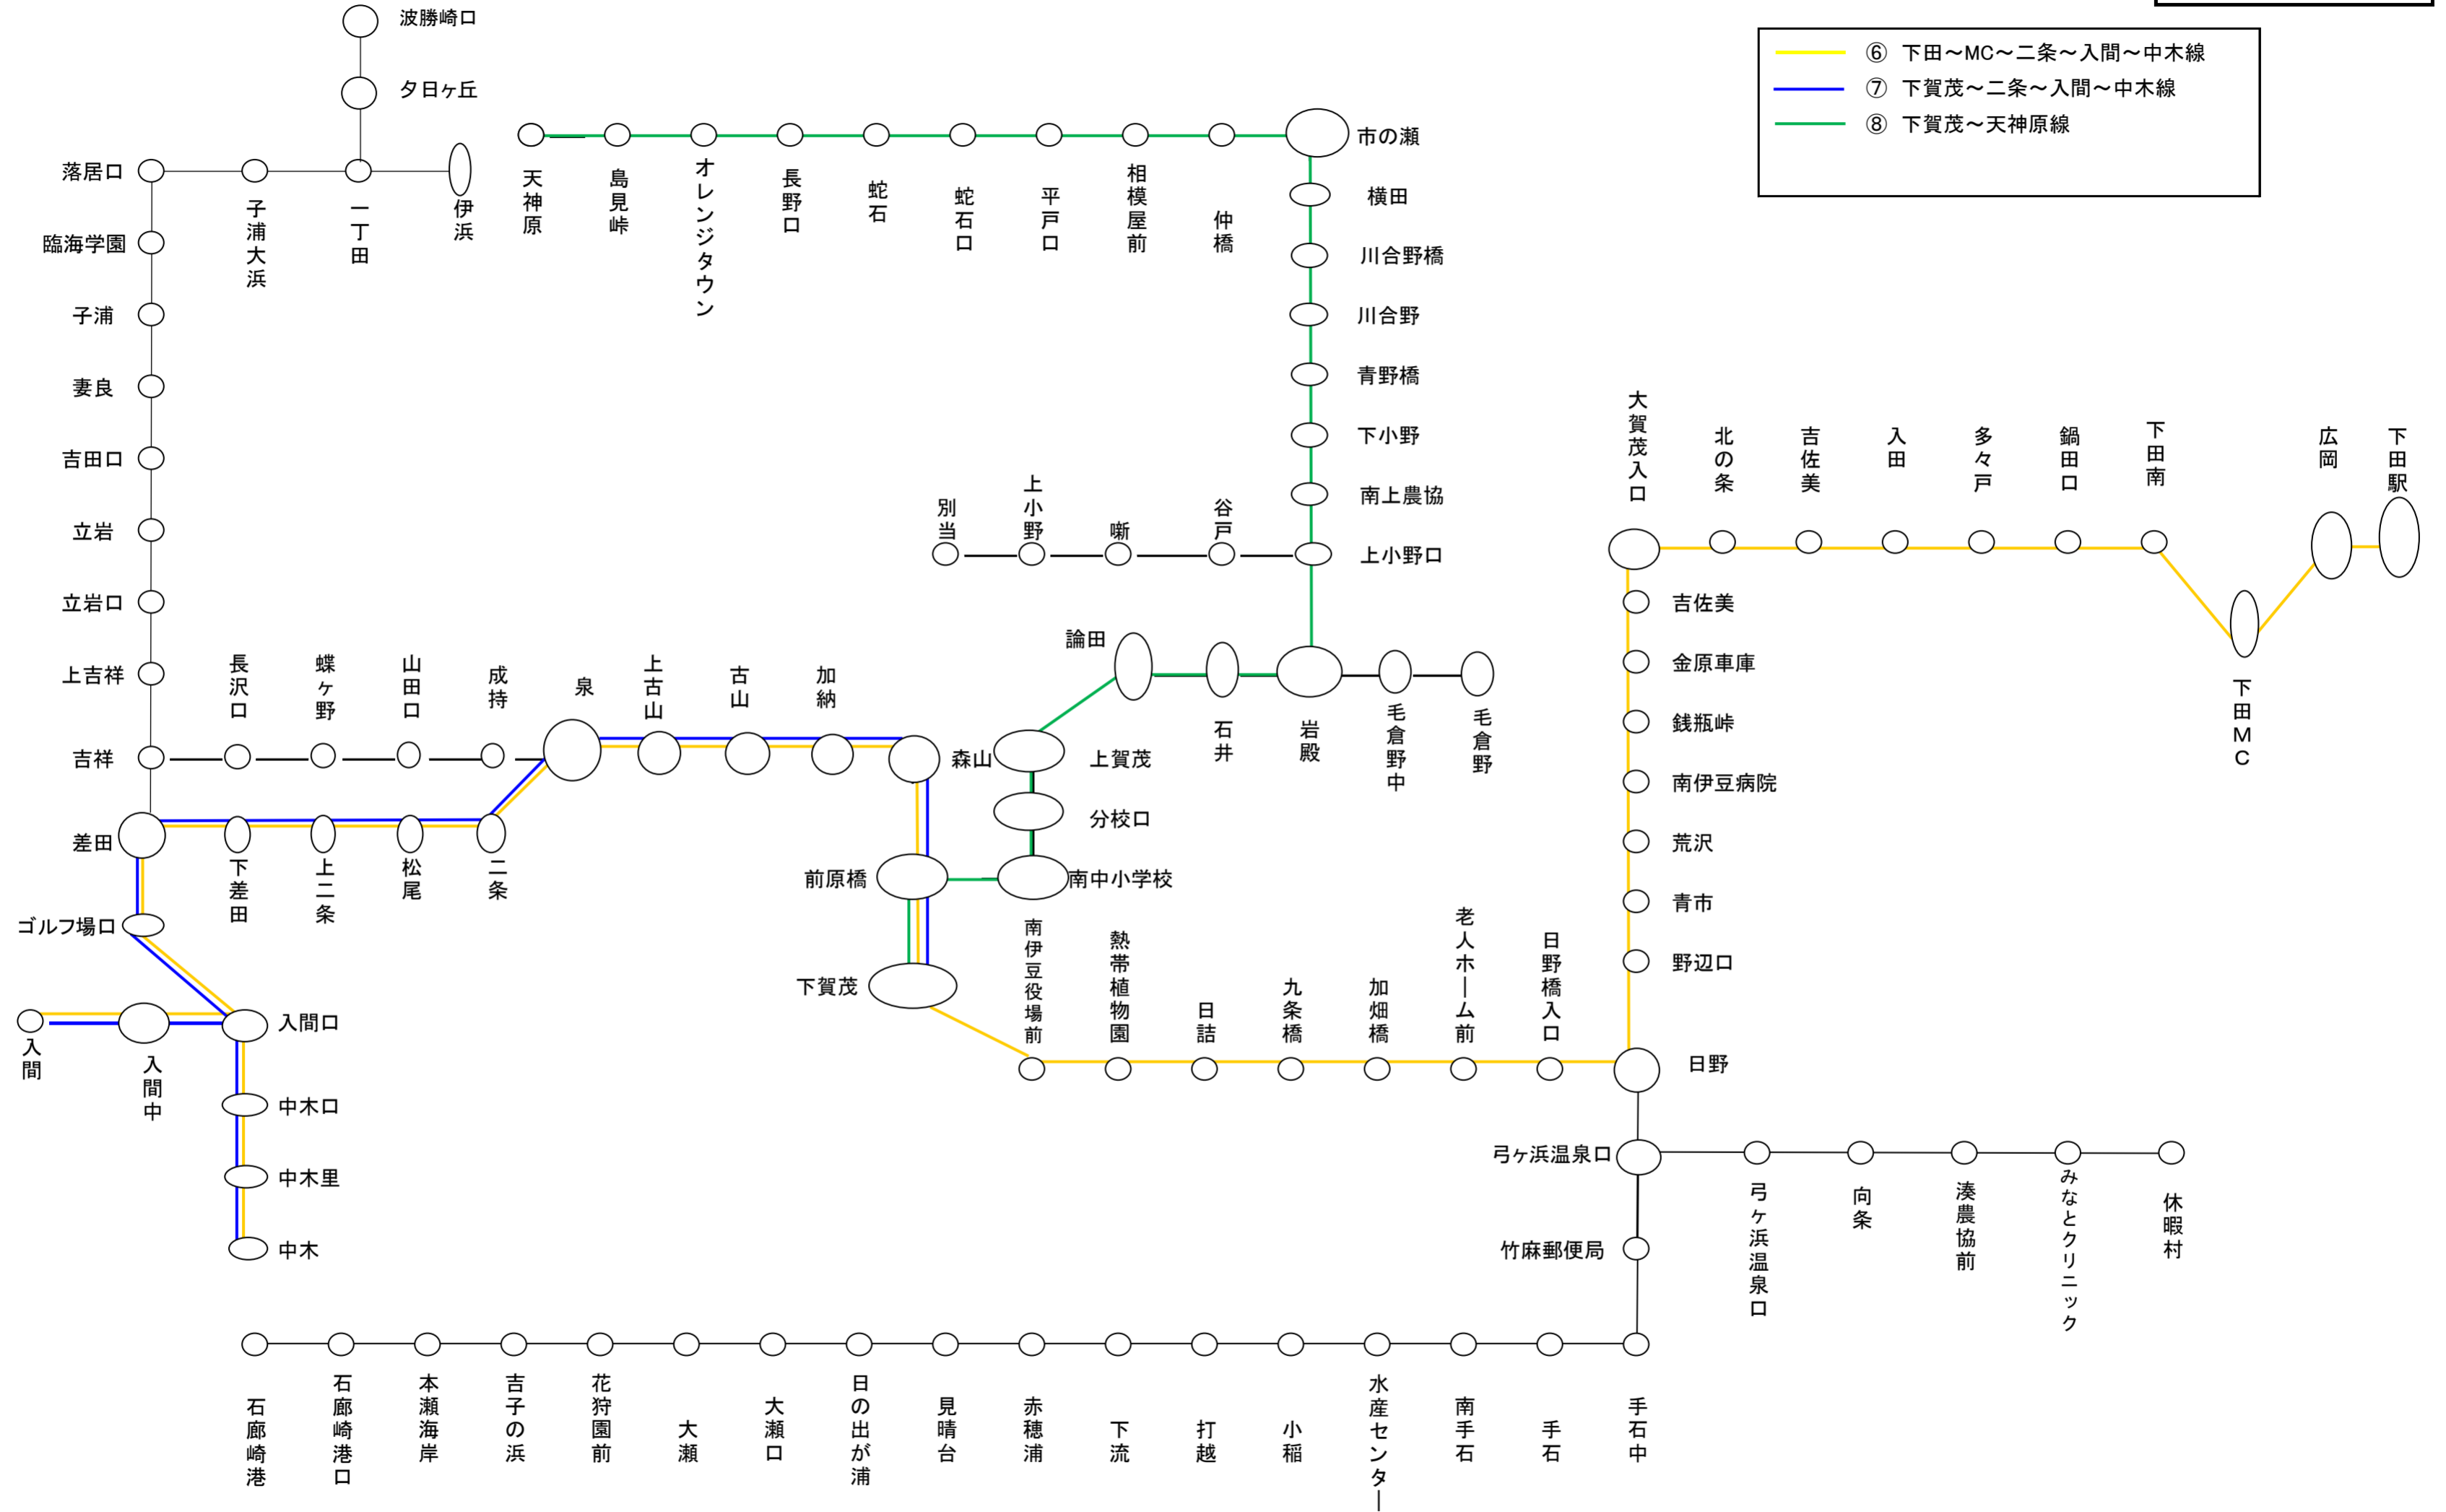 波勝崎口
夕日ヶ丘
⑥ 下田～MC～二条～入間～中木線
⑦ 下賀茂～二条～入間～中木線
⑧ 下賀茂～天神原線
落居口
子浦大浜
一丁田
伊浜
天神原
島見峠
オレンジタウン
長野口
蛇石
蛇石口
平戸口
相模屋前
仲橋
市の瀬
横田
川合野橋
川合野
青野橋
下小野
南上農協
上小野口
臨海学園
子浦
妻良
吉田口
立岩
立岩口
上吉祥
吉祥
差田
ゴルフ場口
別当
上小野
噺
谷戸
大賀茂入口
北の条
吉佐美
入田
多々戸
鍋田口
下田南
広岡
下田駅
下田MC
吉佐美
金原車庫
銭瓶峠
南伊豆病院
荒沢
青市
野辺口
日野
論田
石井
岩殿
毛倉野中
毛倉野
長沢口
蝶ヶ野
山田口
成持
泉
上古山
古山
加納
森山
上賀茂
分校口
南中小学校
前原橋
下賀茂
下差田
上二条
松尾
二条
南伊豆役場前
熱帯植物園
日詰
九条橋
加畑橋
老人ホーム前
日野橋入口
入間
入間中
入間口
中木口
中木里
中木
弓ヶ浜温泉口
弓ヶ浜温泉口
向条
湊農協前
みなとクリニック
休暇村
竹麻郵便局
石廊崎港
石廊崎港口
本瀬海岸
吉子の浜
花狩園前
大瀬
大瀬口
日の出が浦
見晴台
赤穂浦
下流
打越
小稲
水産センター
南手石
手石
手石中